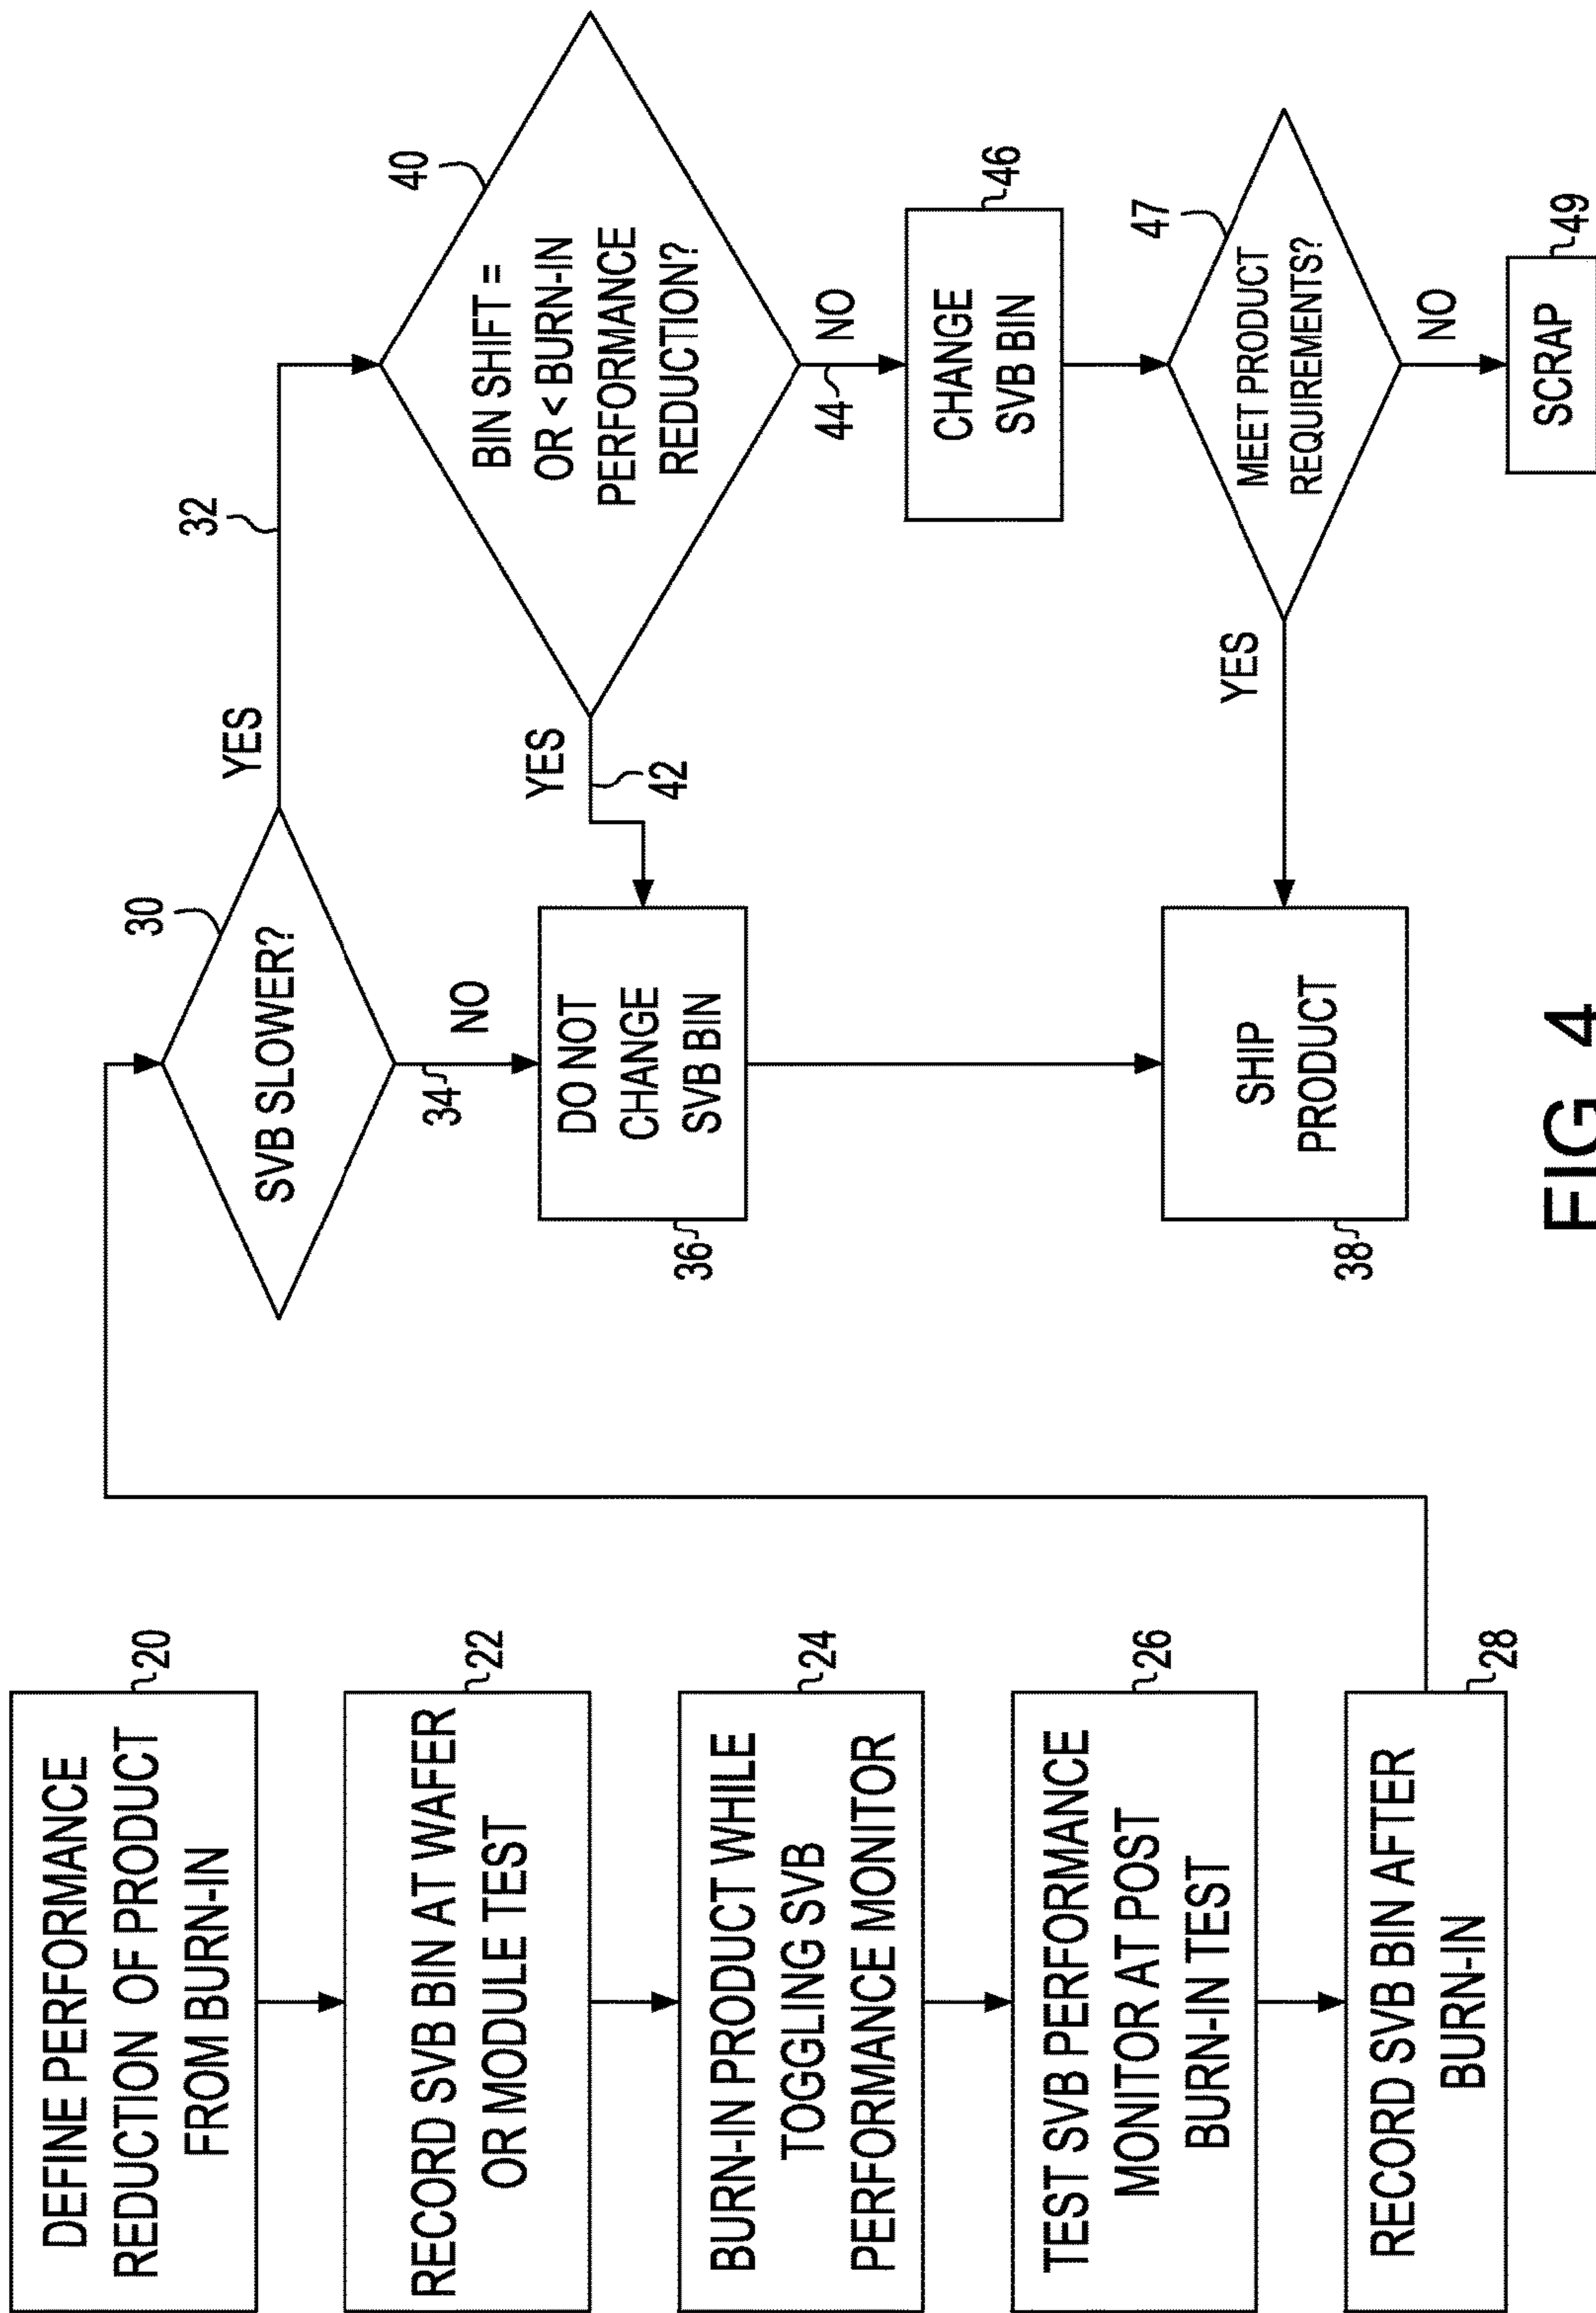 DEFINE PERFORMANCE
REDUCTION OF PRODUCT
FROM BURN-IN
20
RECORD SVB BIN AT WAFER
OR MODULE TEST
22
BURN-IN PRODUCT WHILE
TOGGLING SVB
PERFORMANCE MONITOR
24
TEST SVB PERFORMANCE
MONITOR AT POST
BURN-IN TEST
26
RECORD SVB BIN AFTER
BURN-IN
28
SVB SLOWER?
30
YES
32
NO
34
DO NOT
CHANGE
SVB BIN
36
BIN SHIFT =
OR < BURN-IN
PERFORMANCE
REDUCTION?
40
YES
42
NO
44
CHANGE
SVB BIN
46
MEET PRODUCT
REQUIREMENTS?
47
YES
NO
SHIP
PRODUCT
38
SCRAP
49
FIG. 4